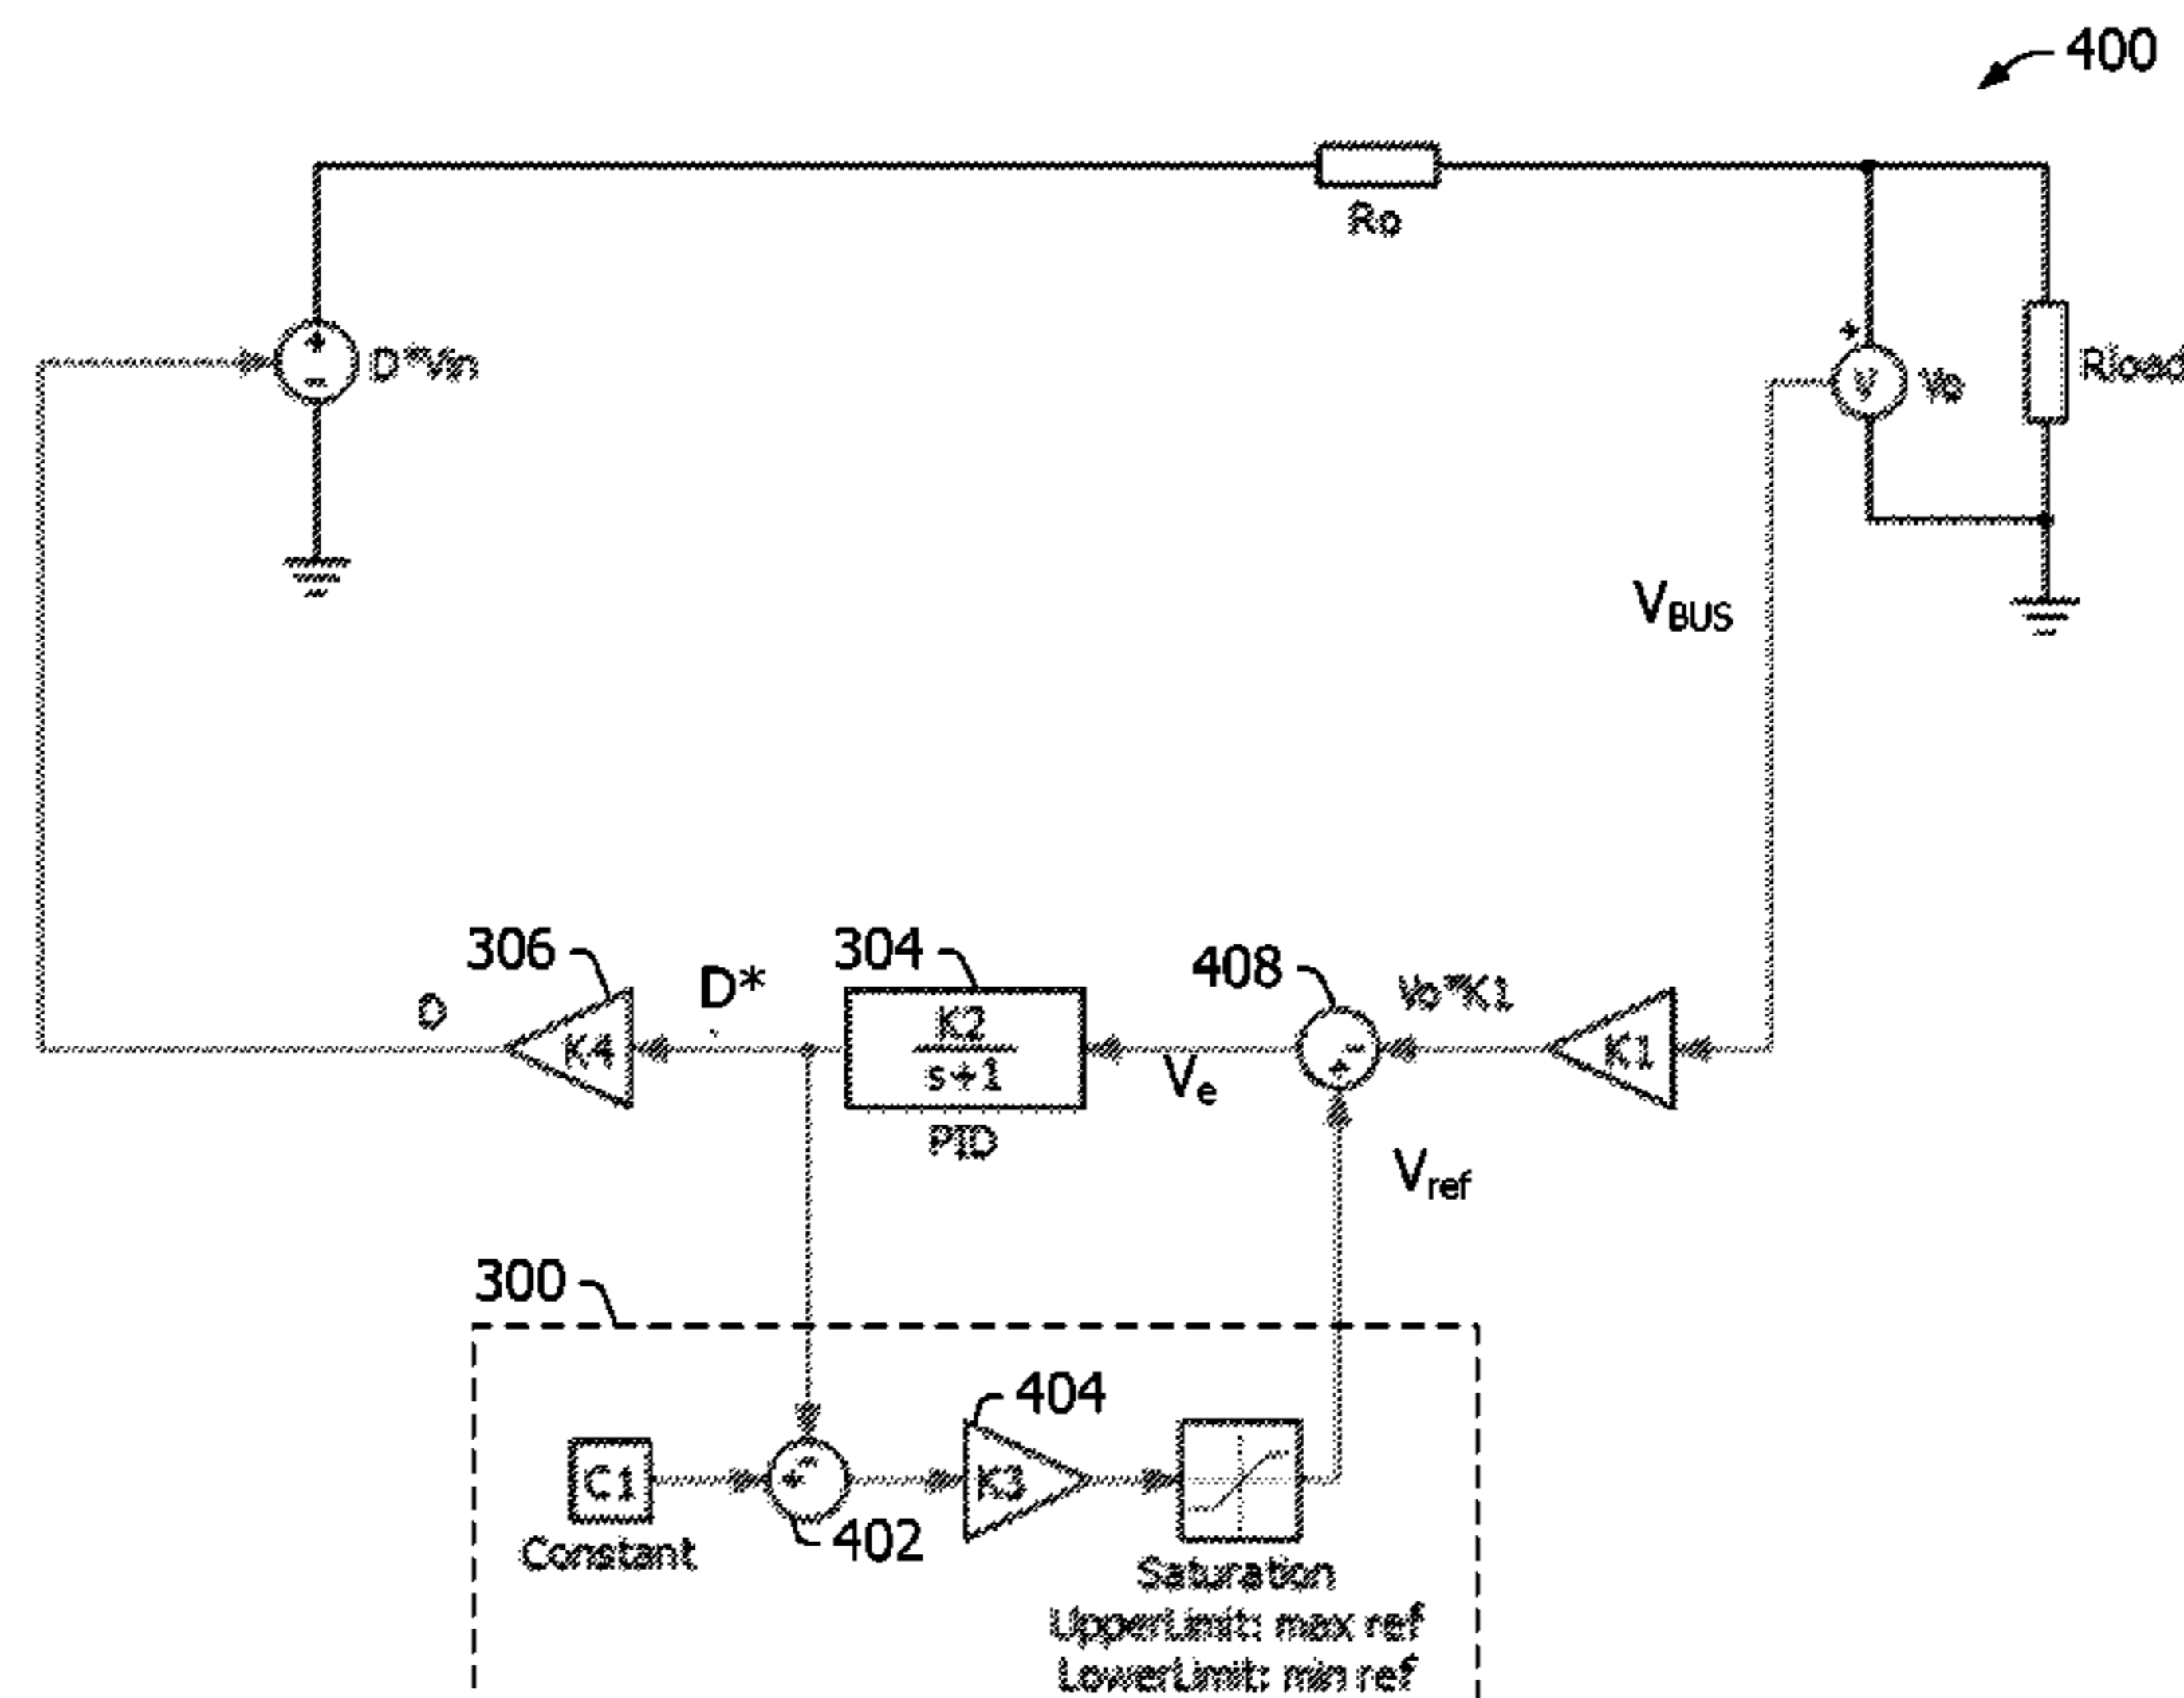 400
Ro
+
-
D*Vin
+
V
Vo
Rload
VBUS
306
D*
304
408
Vo*K1
D
K4
K2
s+1
PID
Ve
-
+
K1
Vref
300
404
C1
+
-
K3
402
Constant
Saturation
UpperLimit: max ref
LowerLimit: min ref